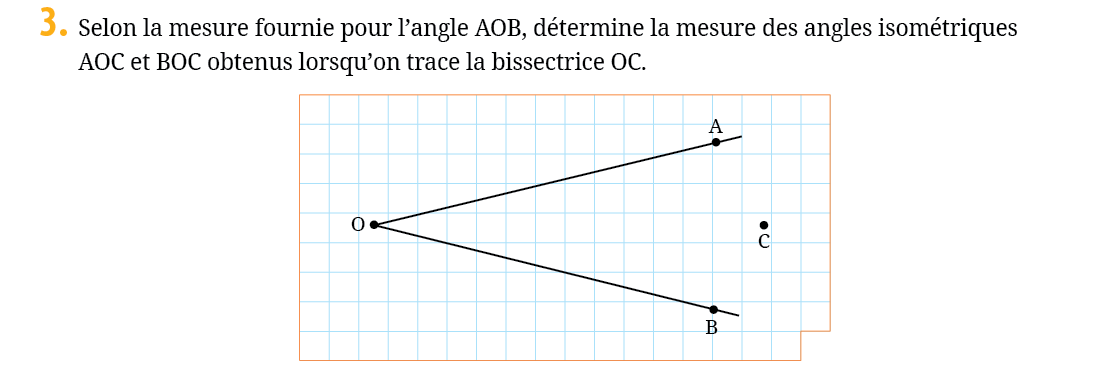 3. Selon la mesure fournie pour l’angle AOB, détermine la mesure des angles isométriques
AOC et BOC obtenus lorsqu’on trace la bissectrice OC.
A
O
C
B